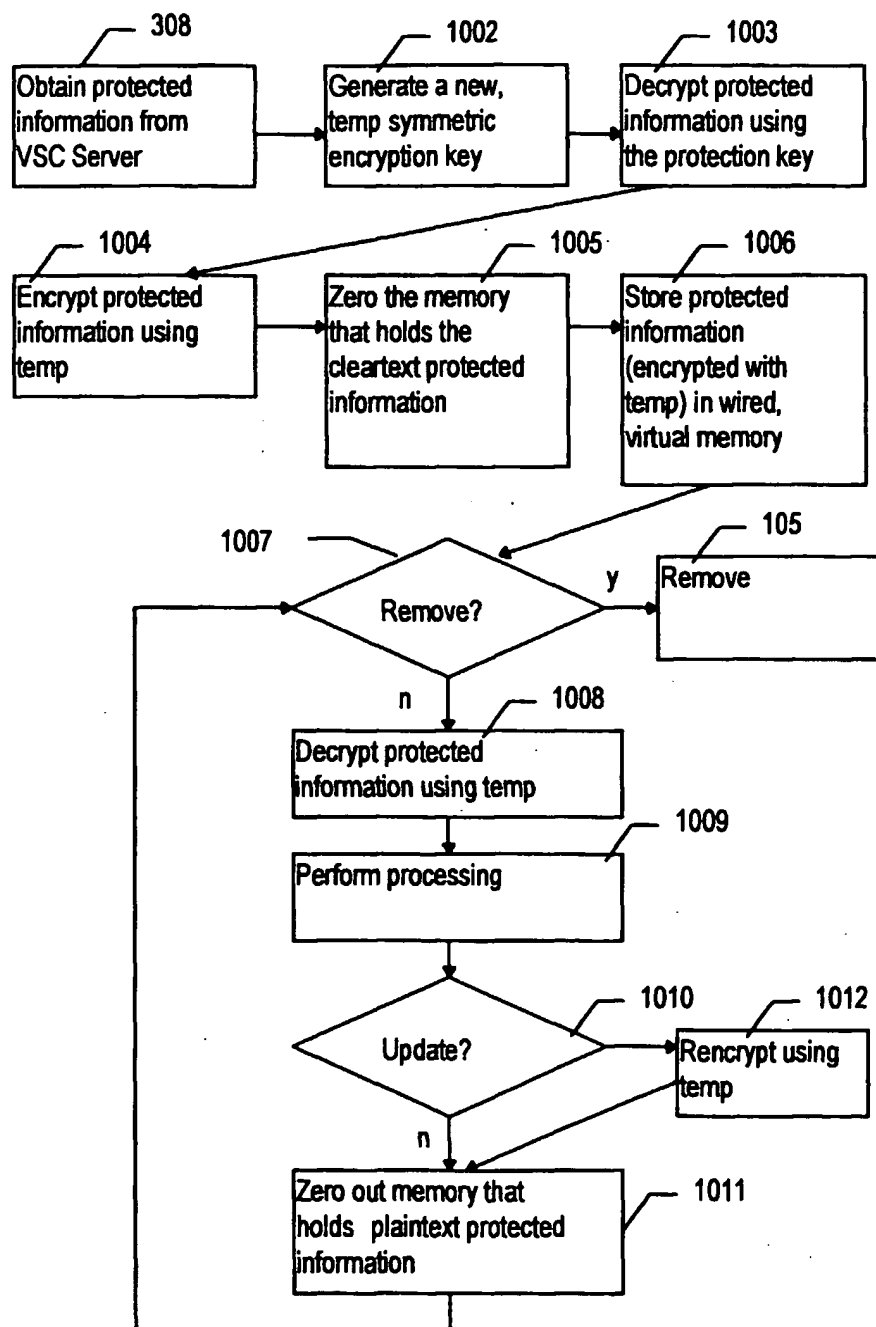 308
Obtain protected
information from
VSC Server
1002
Generate a new,
temp symmetric
encryption key
1003
Decrypt protected
information using
the protection key
1004
Encrypt protected
information using
temp
1005
Zero the memory
that holds the
cleartext protected
information
1006
Store protected
information
(encrypted with
temp) in wired,
virtual memory
1007
Remove?
y
105
Remove
n
1008
Decrypt protected
information using temp
1009
Perform processing
1010
Update?
1012
Rencrypt using
temp
n
1011
Zero out memory that
holds plaintext protected
information